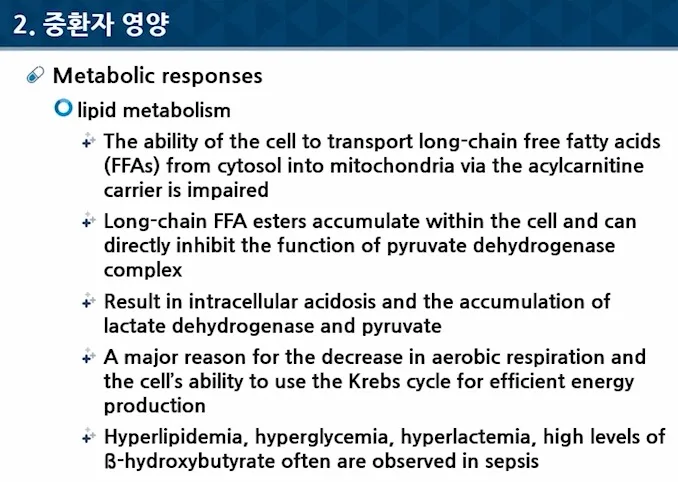 2. 중환자 영양
Metabolic responses
lipid metabolism
The ability of the cell to transport long-chain free fatty acids
(FFAs) from cytosol into mitochondria via the acylcarnitine
carrier is impaired
Long-chain FFA esters accumulate within the cell and can
directly inhibit the function of pyruvate dehydrogenase
complex
Result in intracellular acidosis and the accumulation of
lactate dehydrogenase and pyruvate
A major reason for the decrease in aerobic respiration and
the cell's ability to use the Krebs cycle for efficient energy
production
Hyperlipidemia, hyperglycemia, hyperlactemia, high levels of
ß-hydroxybutyrate often are observed in sepsis